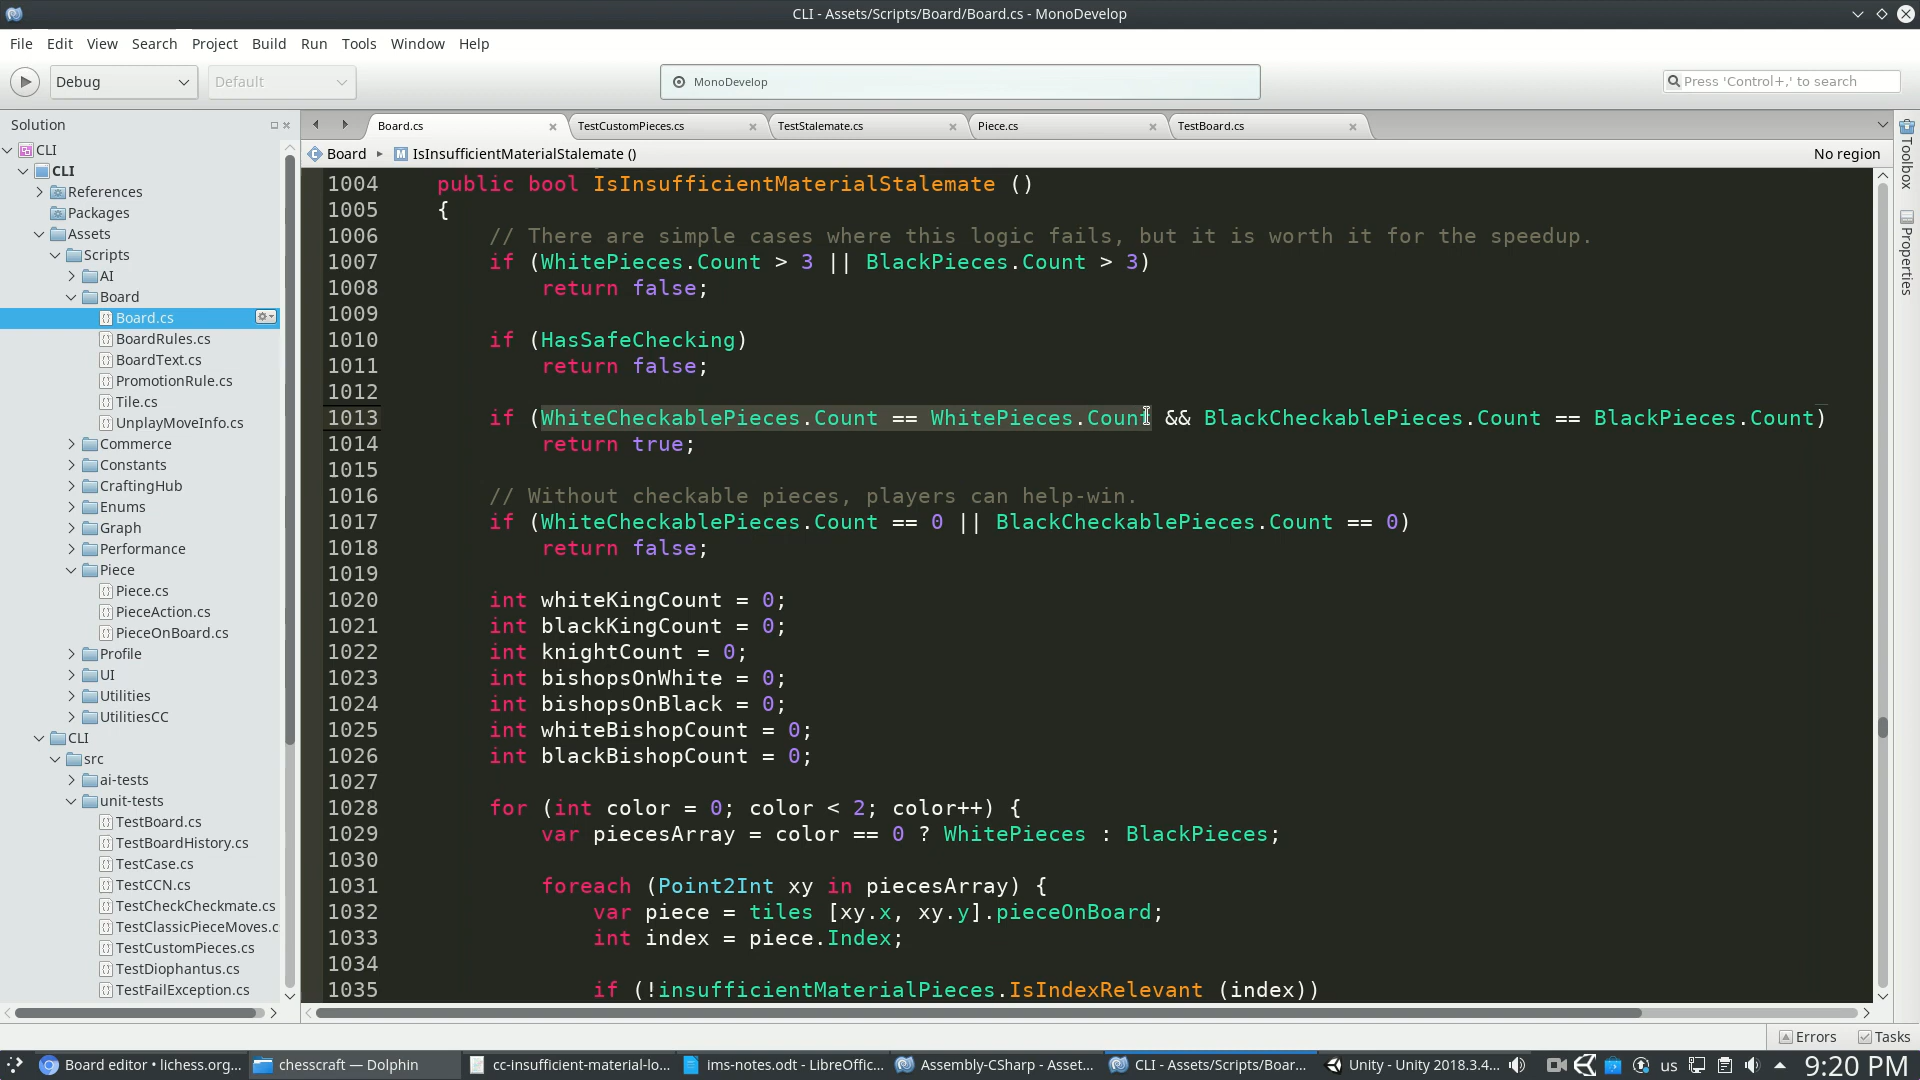 CLI - Assets/Scripts/Board/Board.cs - MonoDevelop
File Edit View Search Project Build Run Tools Window Help
Debug Default MonoDevelop Press 'Control+,' to search
Solution
CLI
CLI
References
Packages
Assets
Scripts
AI
Board
Board.cs
BoardRules.cs
BoardText.cs
PromotionRule.cs
Tile.cs
UnplayMoveInfo.cs
Commerce
Constants
CraftingHub
Enums
Graph
Performance
Piece
Piece.cs
PieceAction.cs
PieceOnBoard.cs
Profile
UI
Utilities
UtilitiesCC
CLI
src
ai-tests
unit-tests
TestBoard.cs
TestBoardHistory.cs
TestCase.cs
TestCCN.cs
TestCheckCheckmate.cs
TestClassicPieceMoves.c
TestCustomPieces.cs
TestDiophantus.cs
TestFailException.cs
Board.cs TestCustomPieces.cs TestStalemate.cs Piece.cs TestBoard.cs
Board IsInsufficientMaterialStalemate () No region
1004 public bool IsInsufficientMaterialStalemate ()
1005 {
1006 // There are simple cases where this logic fails, but it is worth it for the speedup.
1007 if (WhitePieces.Count > 3 || BlackPieces.Count > 3)
1008 return false;
1009
1010 if (HasSafeChecking)
1011 return false;
1012
1013 if (WhiteCheckablePieces.Count == WhitePieces.Count && BlackCheckablePieces.Count == BlackPieces.Count)
1014 return true;
1015
1016 // Without checkable pieces, players can help-win.
1017 if (WhiteCheckablePieces.Count == 0 || BlackCheckablePieces.Count == 0)
1018 return false;
1019
1020 int whiteKingCount = 0;
1021 int blackKingCount = 0;
1022 int knightCount = 0;
1023 int bishopsOnWhite = 0;
1024 int bishopsOnBlack = 0;
1025 int whiteBishopCount = 0;
1026 int blackBishopCount = 0;
1027
1028 for (int color = 0; color < 2; color++) {
1029 var piecesArray = color == 0 ? WhitePieces : BlackPieces;
1030
1031 foreach (Point2Int xy in piecesArray) {
1032 var piece = tiles [xy.x, xy.y].pieceOnBoard;
1033 int index = piece.Index;
1034
1035 if (!insufficientMaterialPieces.IsIndexRelevant (index))
Toolbox
Properties
Errors Tasks
Board editor • lichess.org... chesscraft — Dolphin cc-insufficient-material-lo... ims-notes.odt - LibreOffic... Assembly-CSharp - Asset... CLI - Assets/Scripts/Boar... Unity - Unity 2018.3.4... us 9:20 PM